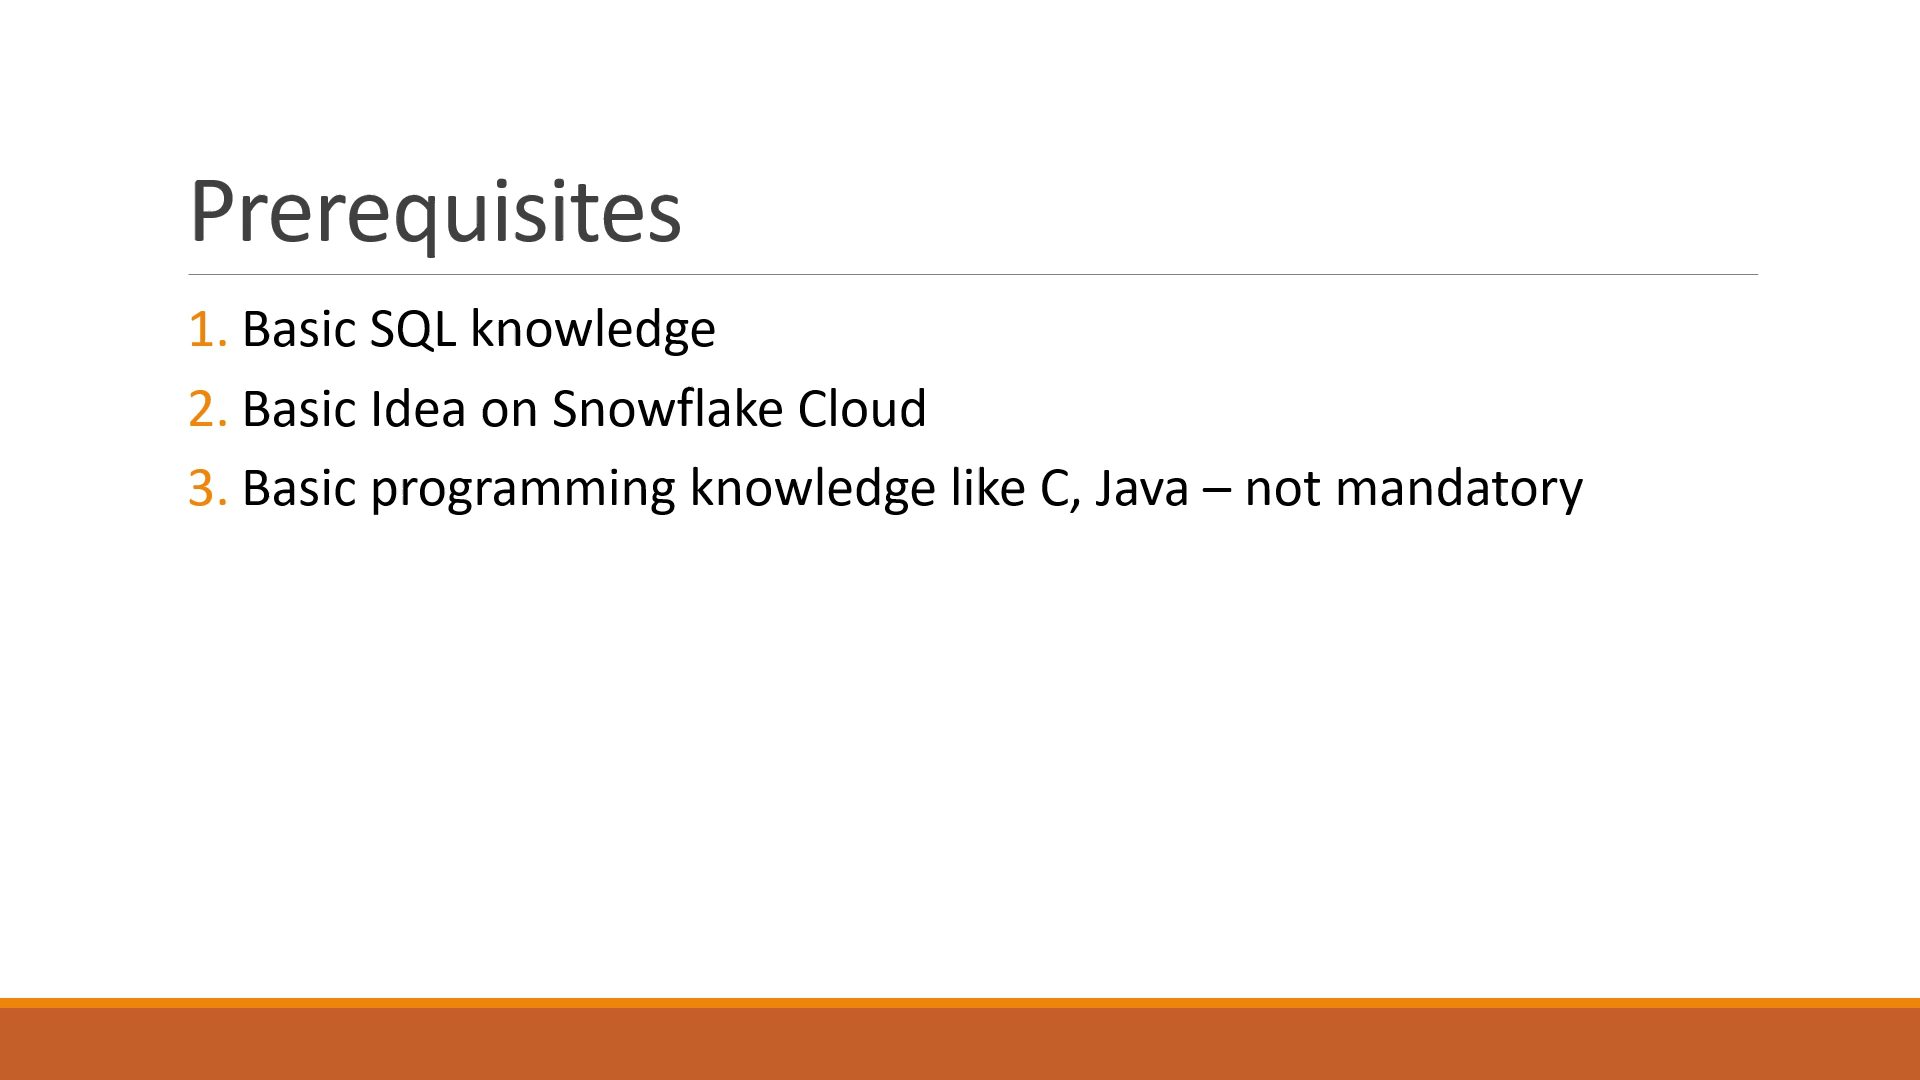 Prerequisites
1. Basic SQL knowledge
2. Basic Idea on Snowflake Cloud
3. Basic programming knowledge like C, Java – not mandatory